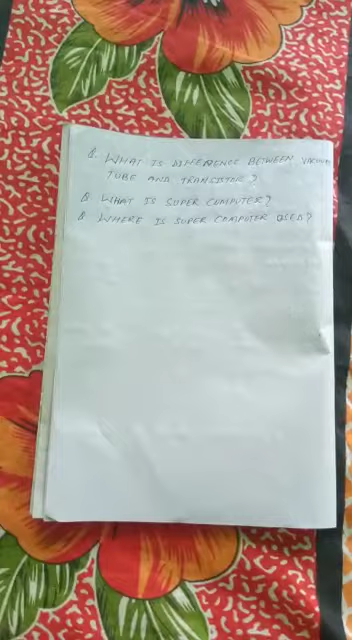 Q. WHAT IS DIFFERENCE BETWEEN VACUUM
TUBE AND TRANSISTOR?
Q WHAT IS SUPER COMPUTER?
Q WHERE IS SUPER COMPUTER USED?